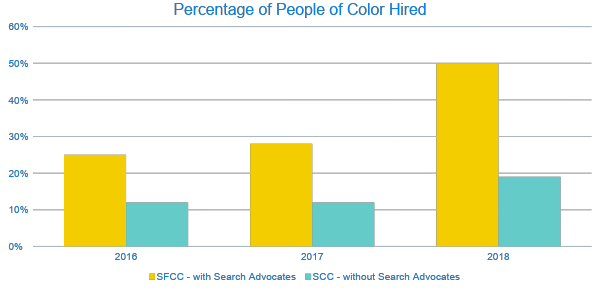 Percentage of People of Color Hired
60%
50%
40%
30%
20%
10%
0%
2016 2017 2018
SFCC - with Search Advocates SCC - without Search Advocates